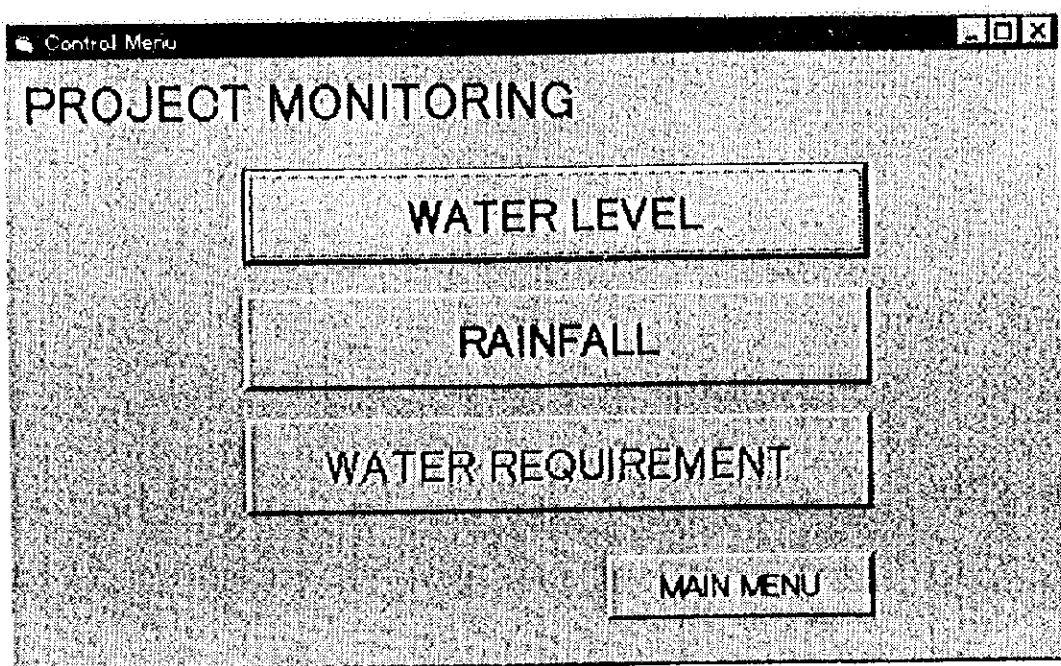 Control Menu
PROJECT MONITORING
WATER LEVEL
RAINFALL
WATER REQUIREMENT
MAIN MENU